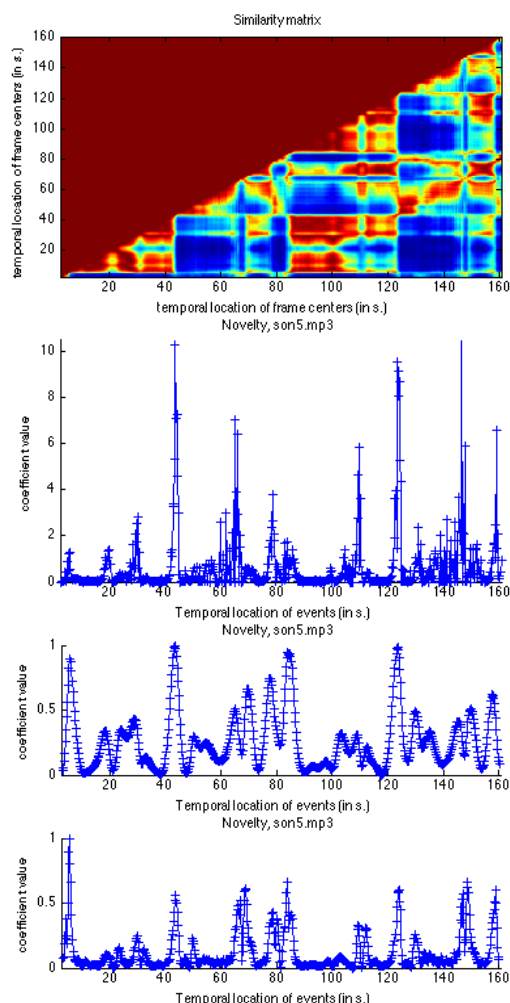 Similarity matrix
temporal location of frame centers (in s.)
160
140
120
100
80
60
40
20
20 40 60 80 100 120 140 160
temporal location of frame centers (in s.)
Novelty, son5.mp3
coefficient value
10
8
6
4
2
0
20 40 60 80 100 120 140 160
Temporal location of events (in s.)
Novelty, son5.mp3
coefficient value
1
0.5
0
20 40 60 80 100 120 140 160
Temporal location of events (in s.)
Novelty, son5.mp3
coefficient value
1
0.5
0
20 40 60 80 100 120 140 160
Temporal location of events (in s.)